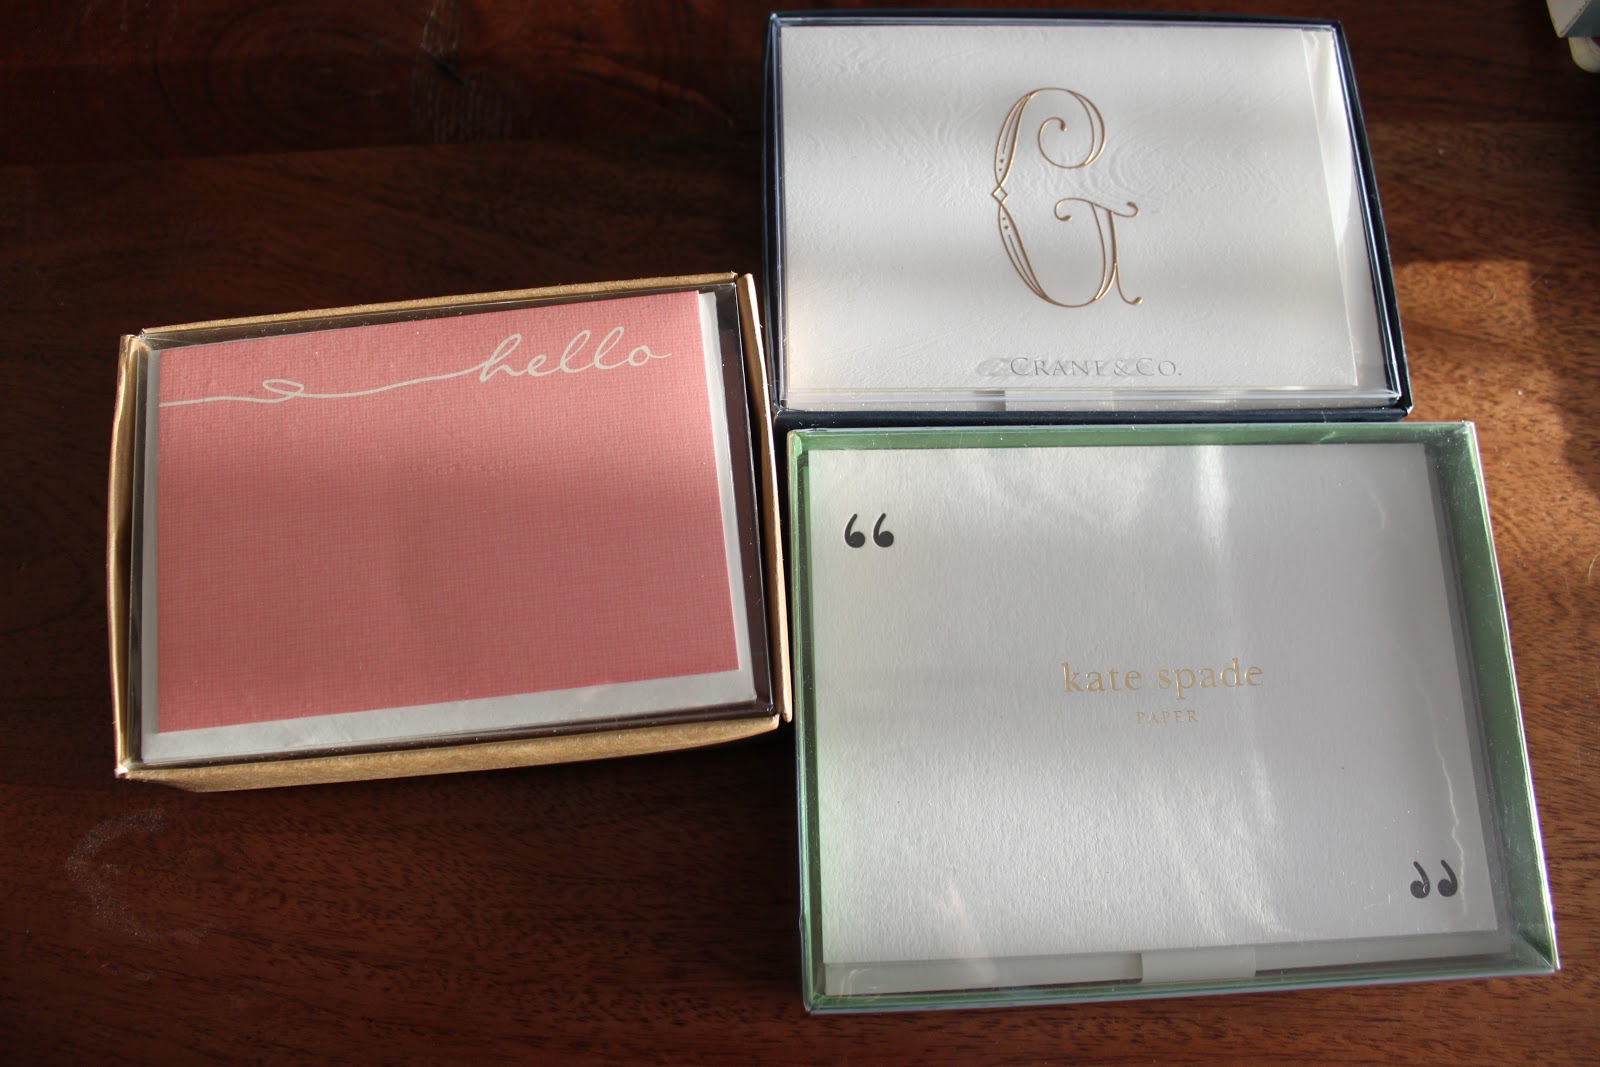 hello
G
CRANE & CO.
“
kate spade
PAPER
”